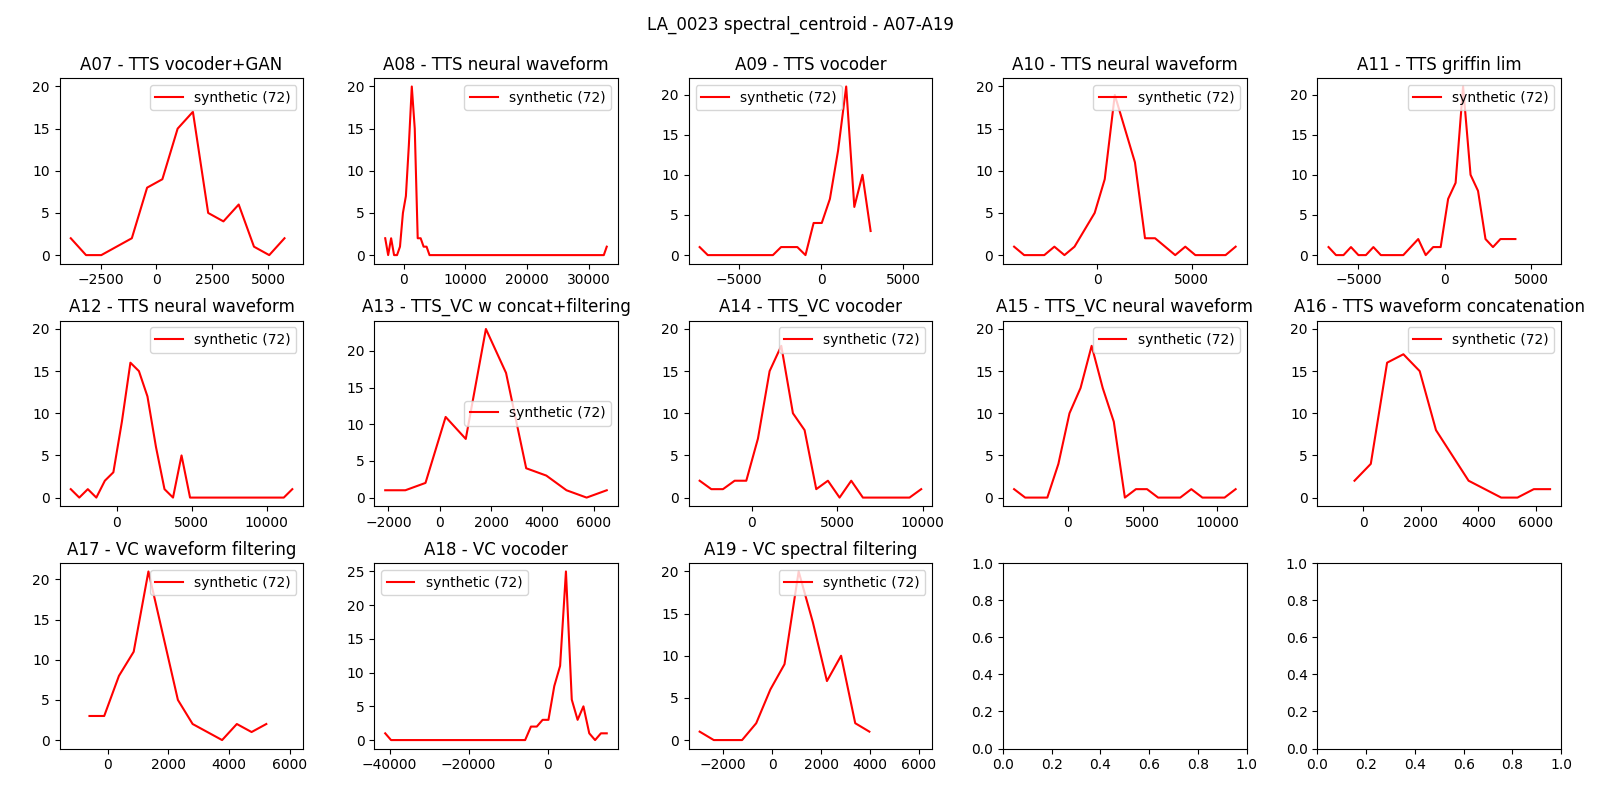 LA_0023 spectral_centroid - A07-A19
A07 - TTS vocoder+GAN
synthetic (72)
20
15
10
5
0
−2500 0 2500 5000
A08 - TTS neural waveform
synthetic (72)
20
15
10
5
0
0 10000 20000 30000
A09 - TTS vocoder
synthetic (72)
20
15
10
5
0
−5000 0 5000
A10 - TTS neural waveform
synthetic (72)
20
15
10
5
0
0 5000
A11 - TTS griffin lim
synthetic (72)
20
15
10
5
0
−5000 0 5000
A12 - TTS neural waveform
synthetic (72)
20
15
10
5
0
0 5000 10000
A13 - TTS_VC w concat+filtering
synthetic (72)
20
15
10
5
0
−2000 0 2000 4000 6000
A14 - TTS_VC vocoder
synthetic (72)
20
15
10
5
0
0 5000 10000
A15 - TTS_VC neural waveform
synthetic (72)
20
15
10
5
0
0 5000 10000
A16 - TTS waveform concatenation
synthetic (72)
20
15
10
5
0
0 2000 4000 6000
A17 - VC waveform filtering
synthetic (72)
20
15
10
5
0
0 2000 4000 6000
A18 - VC vocoder
synthetic (72)
25
20
15
10
5
0
−40000 −20000 0
A19 - VC spectral filtering
synthetic (72)
20
15
10
5
0
−2000 0 2000 4000 6000
1.0
0.8
0.6
0.4
0.2
0.0
0.0 0.2 0.4 0.6 0.8 1.0
1.0
0.8
0.6
0.4
0.2
0.0
0.0 0.2 0.4 0.6 0.8 1.0